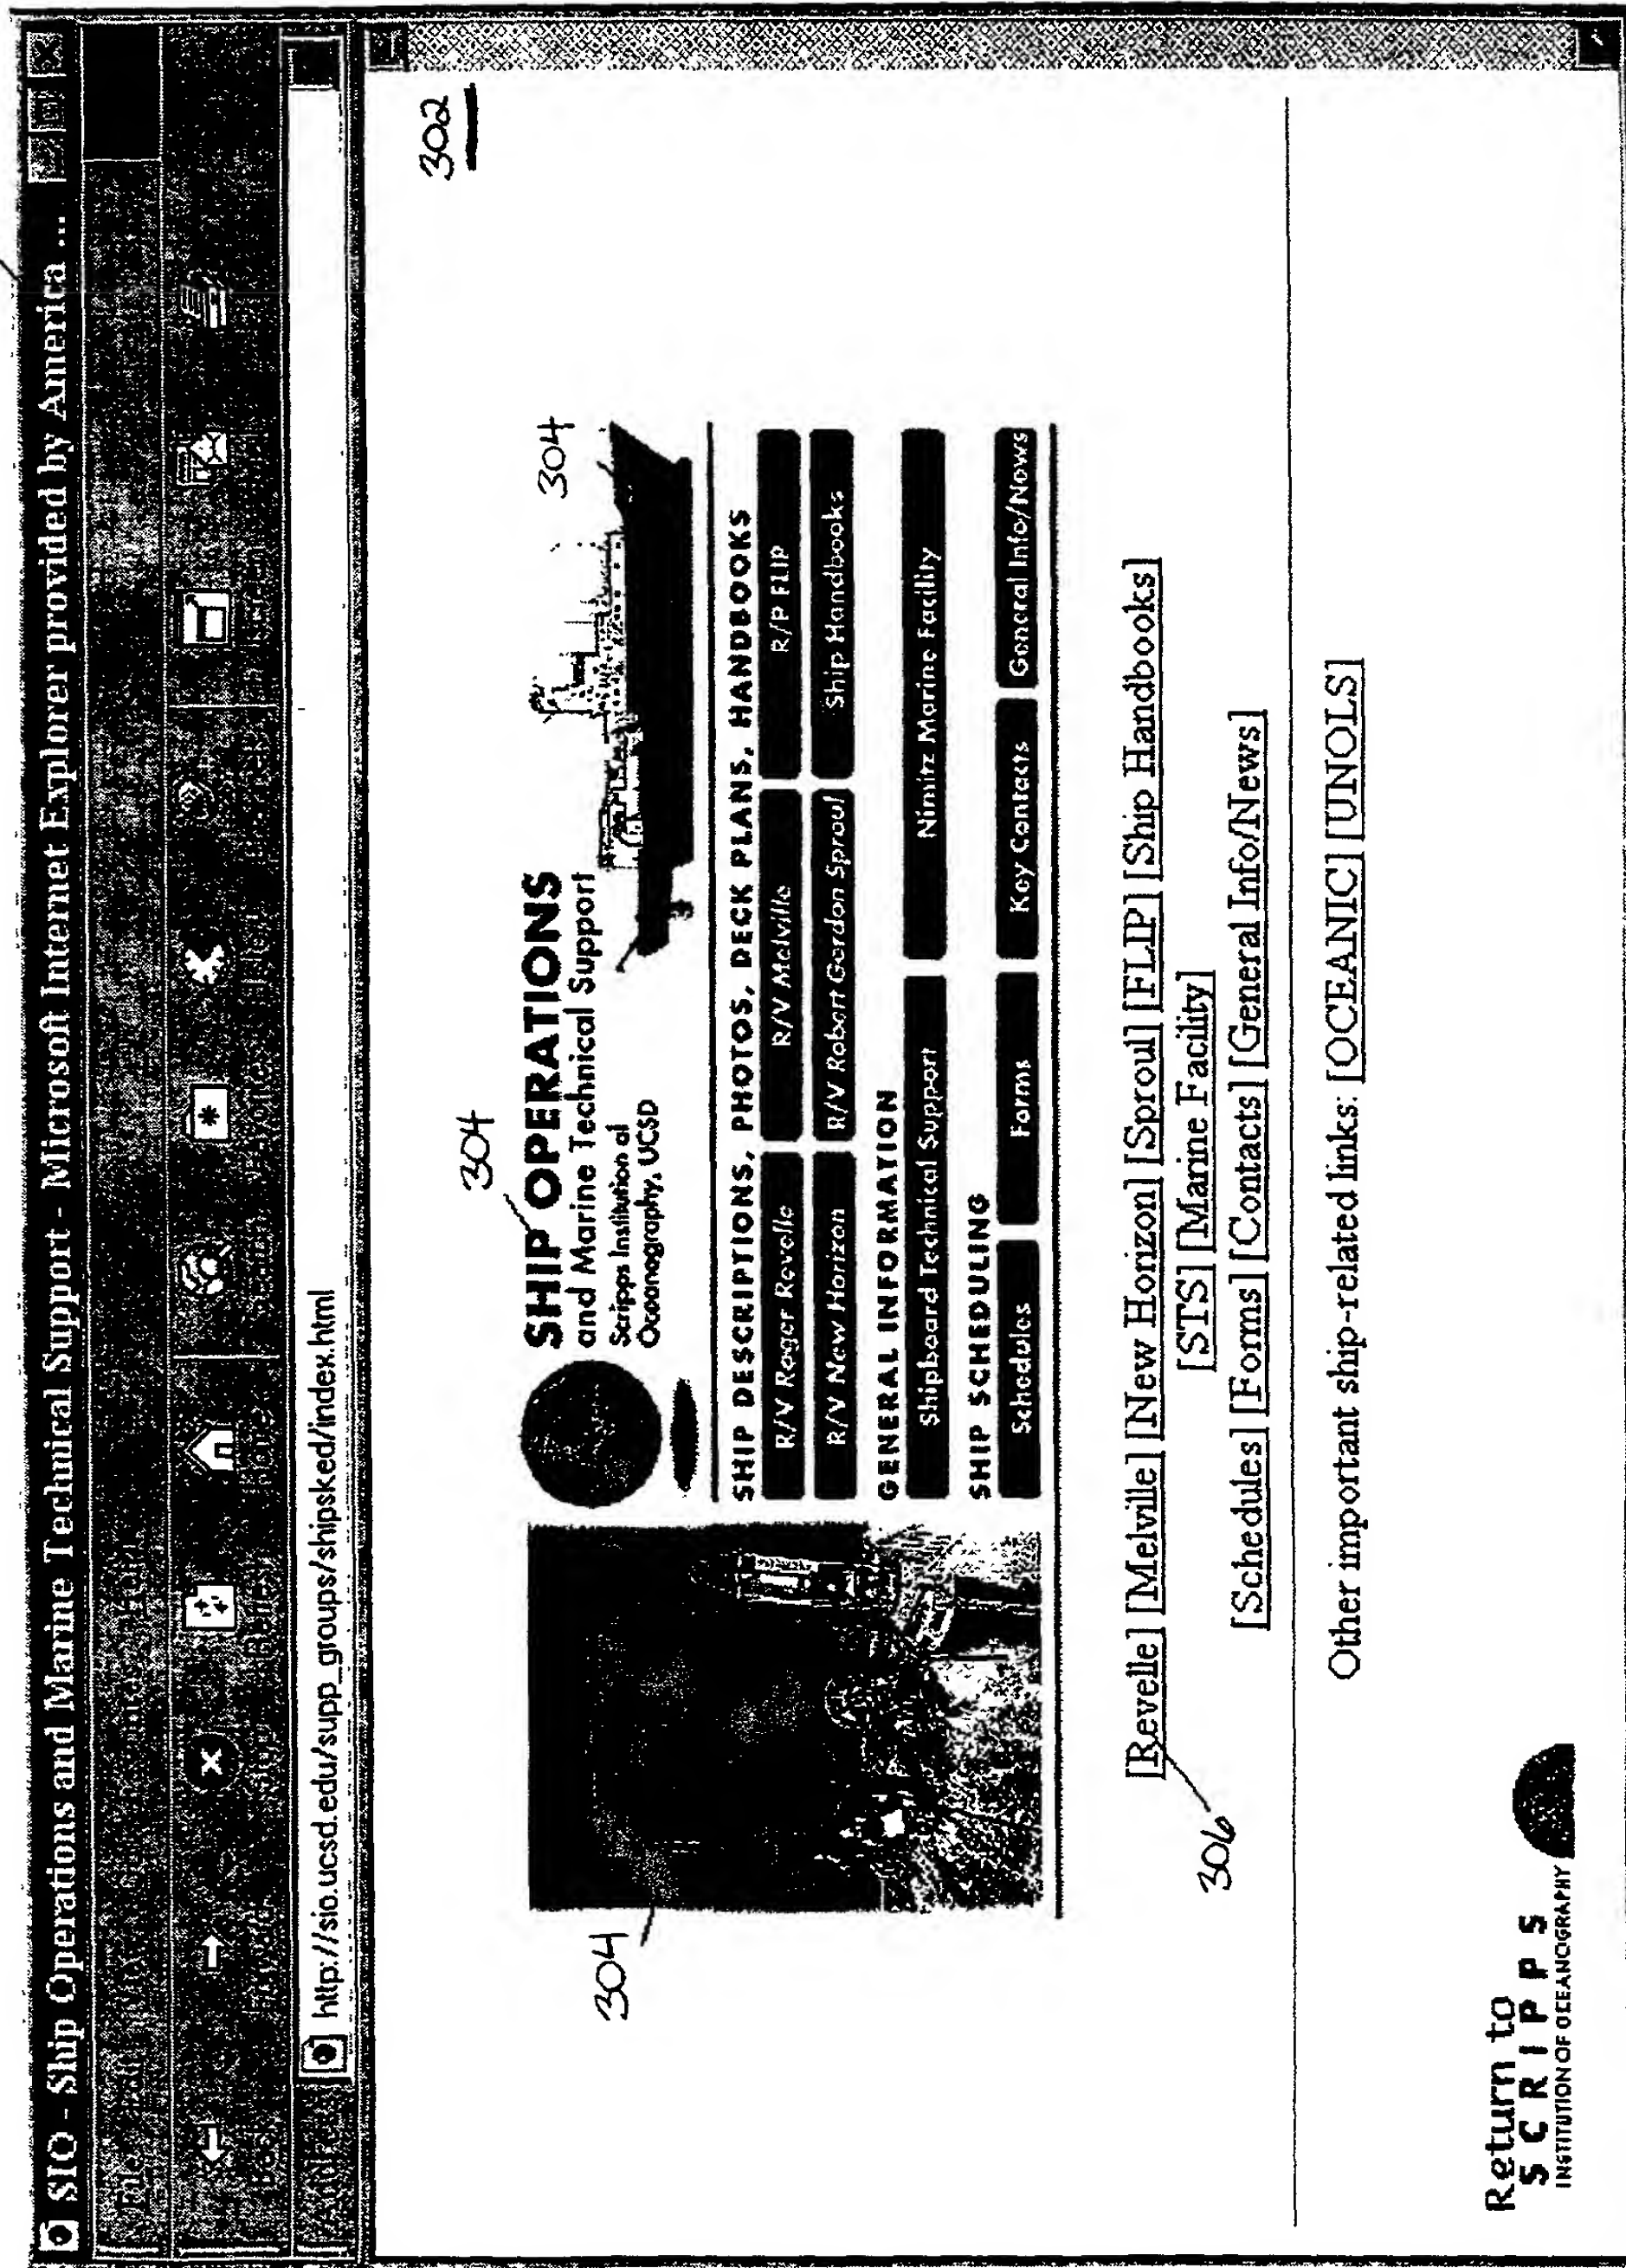 SIO - Ship Operations and Marine Technical Support - Microsoft Internet Explorer provided by America ...
http://sio.ucsd.edu/supp_groups/shipsked/index.html
302
304
304
304
SHIP OPERATIONS
and Marine Technical Support
Scripps Institution of
Oceanography, UCSD
SHIP DESCRIPTIONS, PHOTOS, DECK PLANS, HANDBOOKS
R/V Roger Revelle R/V Melville R/P FLIP
R/V New Horizon R/V Robert Gordon Sproul Ship Handbooks
GENERAL INFORMATION
Shipboard Technical Support Nimitz Marine Facility
SHIP SCHEDULING
Schedules Forms Key Contacts General Info/News
[Revelle] [Melville] [New Horizon] [Sproul] [FLIP] [Ship Handbooks]
306
[STS] [Marine Facility]
[Schedules] [Forms] [Contacts] [General Info/News]
Other important ship-related links: [OCEANIC] [UNOLS]
Return to
SCRIPPS
INSTITUTION OF OCEANOGRAPHY